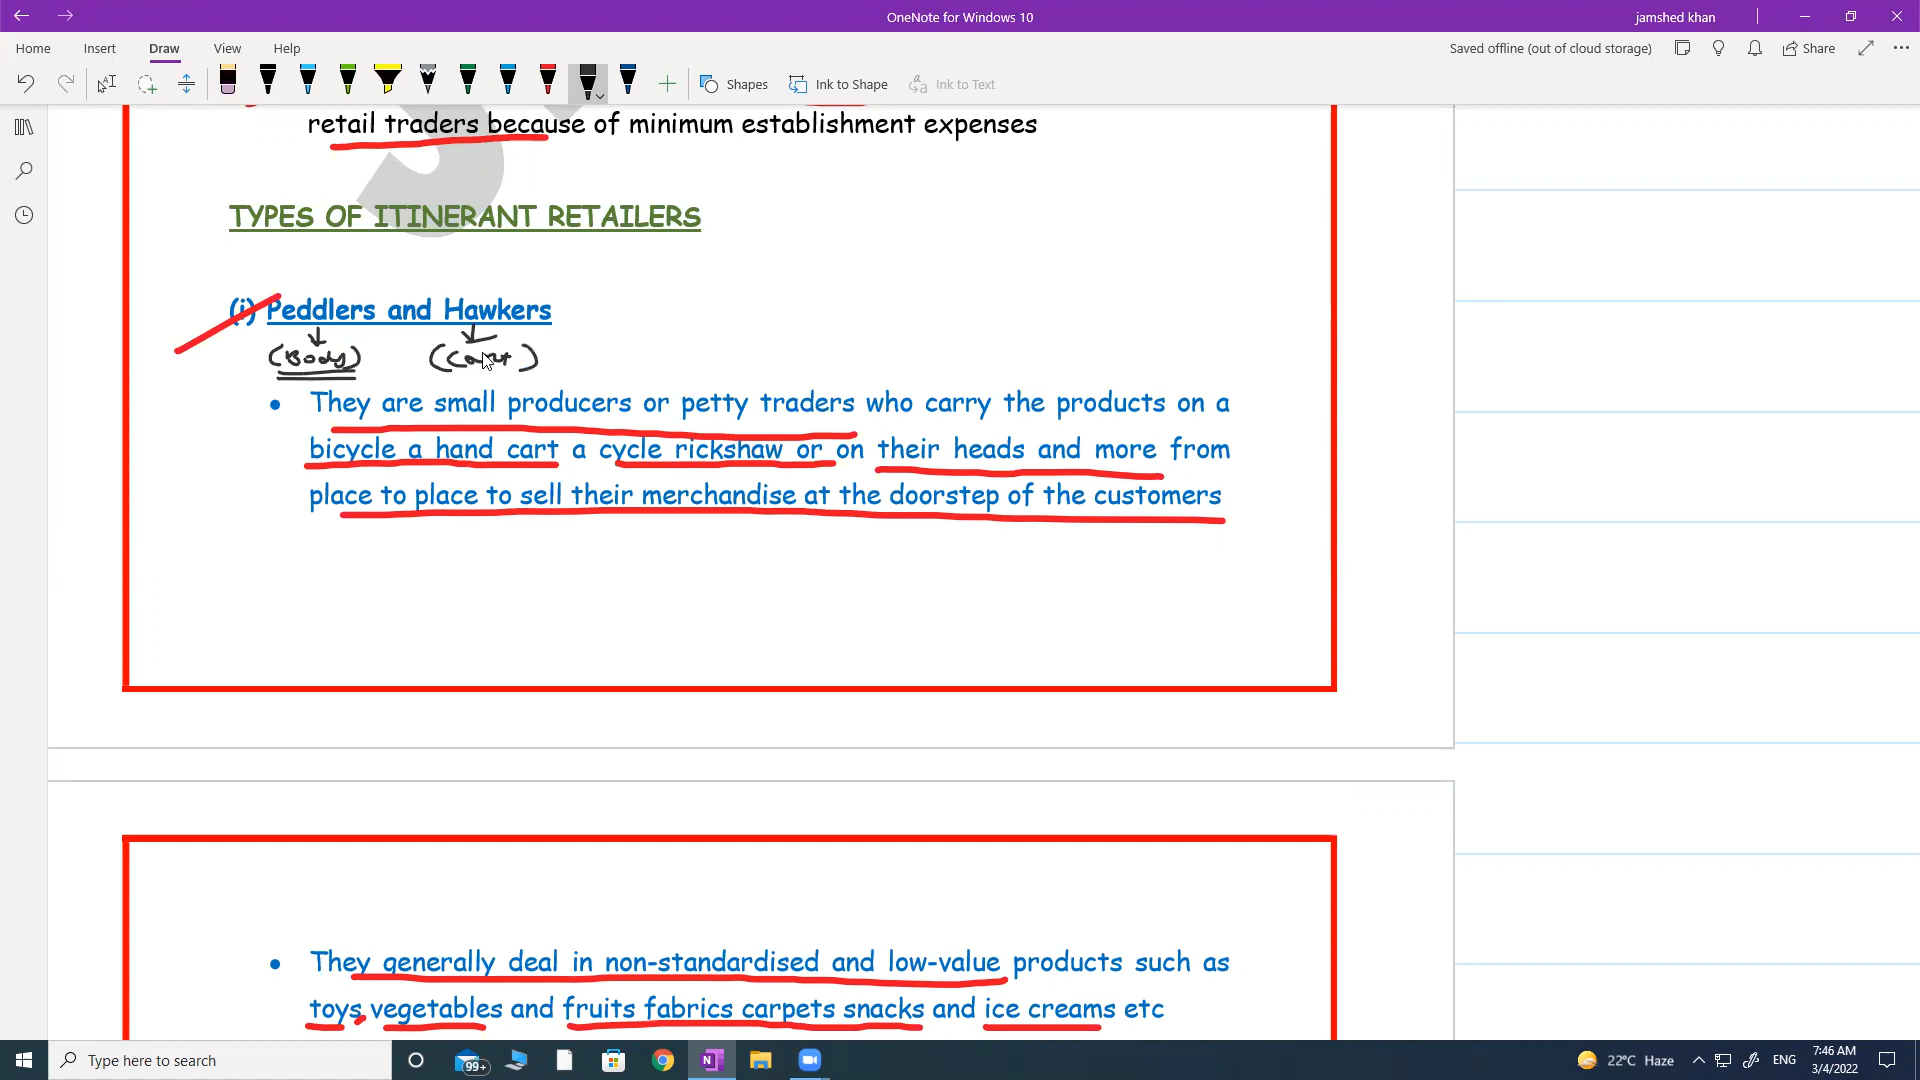 OneNote for Windows 10
jamshed khan
Home Insert Draw View Help
Saved offline (out of cloud storage)
Share
Shapes
Ink to Shape
Ink to Text
retail traders because of minimum establishment expenses
TYPES OF ITINERANT RETAILERS
(i) Peddlers and Hawkers
(Body) (Cart)
• They are small producers or petty traders who carry the products on a
bicycle a hand cart a cycle rickshaw or on their heads and more from
place to place to sell their merchandise at the doorstep of the customers
• They generally deal in non-standardised and low-value products such as
toys, vegetables and fruits fabrics carpets snacks and ice creams etc
Type here to search
99+
N
22°C Haze
ENG
7:46 AM
3/4/2022